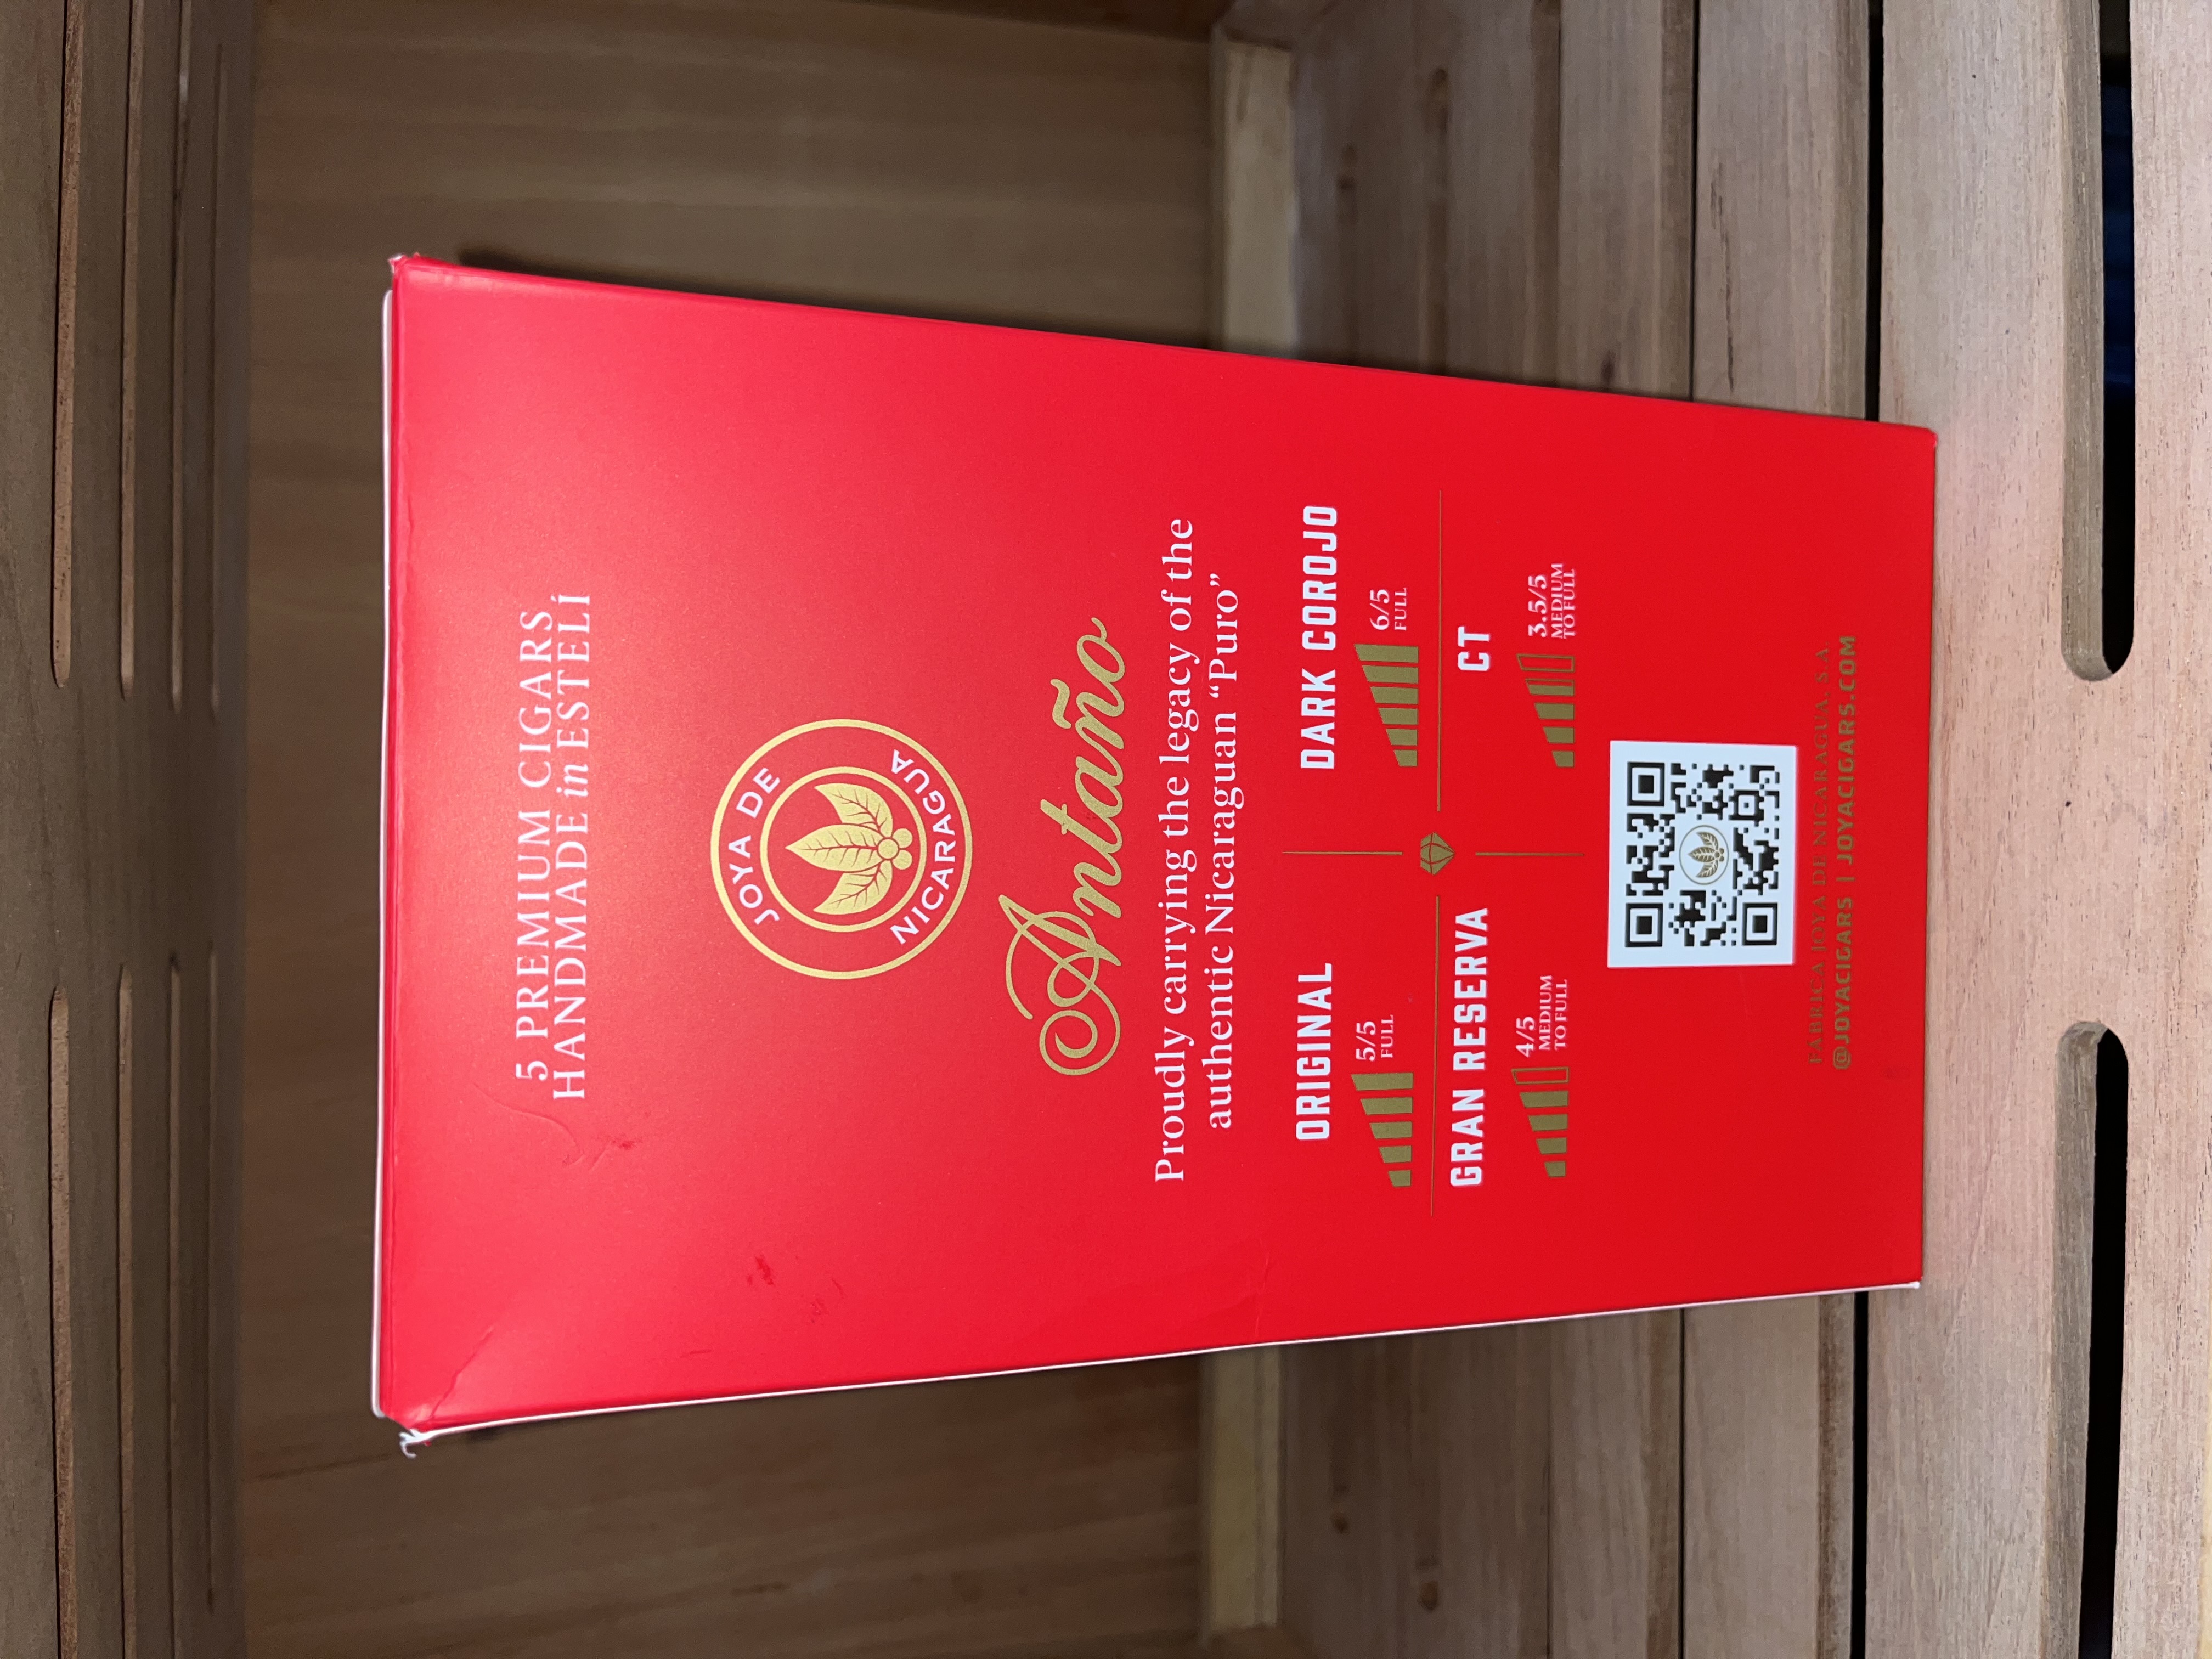 5 PREMIUM CIGARS
HANDMADE in ESTELÍ
JOYA DE
NICARAGUA
Antaño
Proudly carrying the legacy of the
authentic Nicaraguan “Puro”
ORIGINAL
5/5
FULL
DARK COROJO
6/5
FULL
GRAN RESERVA
4/5
MEDIUM
TO FULL
CT
3.5/5
MEDIUM
TO FULL
FABRICA JOYA DE NICARAGUA, S.A
@JOYACIGARS | JOYACIGARS.COM